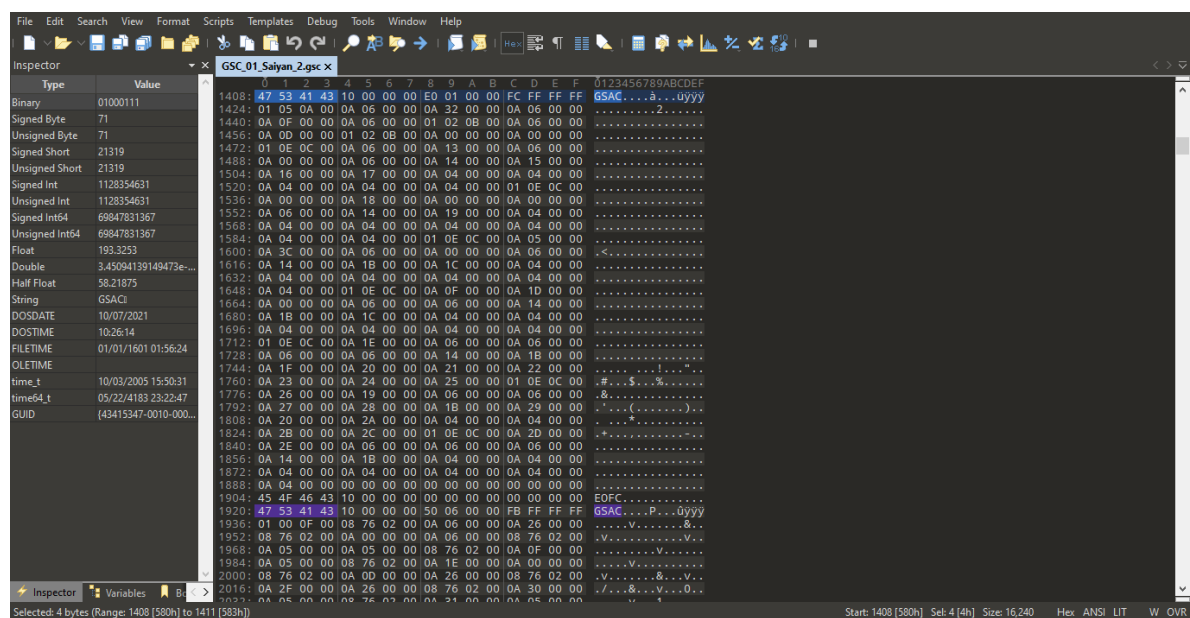 File Edit Search View Format Scripts Templates Debug Tools Window Help
Inspector
GSC_01_Saiyan_2.gsc ×
Type Value
Binary 01000111
Signed Byte 71
Unsigned Byte 71
Signed Short 21319
Unsigned Short 21319
Signed Int 1128354631
Unsigned Int 1128354631
Signed Int64 69847831367
Unsigned Int64 69847831367
Float 193.3253
Double 3.45094139149473e-...
Half Float 58.21875
String GSAC
DOSDATE 10/07/2021
DOSTIME 10:26:14
FILETIME 01/01/1601 01:56:24
OLETIME
time_t 10/03/2005 15:50:31
time64_t 05/22/4183 23:22:47
GUID {43415347-0010-000...
0 1 2 3 4 5 6 7 8 9 A B C D E F 0123456789ABCDEF
1408: 47 53 41 43 10 00 00 00 E0 01 00 00 FC FF FF FF GSAC....à...üÿÿÿ
1424: 01 05 0A 00 0A 06 00 00 0A 32 00 00 0A 06 00 00 .........2......
1440: 0A 0F 00 00 0A 06 00 00 01 02 0B 00 0A 06 00 00 ................
1456: 0A 0D 00 00 01 02 0B 00 0A 00 00 00 0A 00 00 00 ................
1472: 01 0E 0C 00 0A 06 00 00 0A 13 00 00 0A 06 00 00 ................
1488: 0A 00 00 00 0A 06 00 00 0A 14 00 00 0A 15 00 00 ................
1504: 0A 16 00 00 0A 17 00 00 0A 04 00 00 0A 04 00 00 ................
1520: 0A 04 00 00 0A 04 00 00 0A 04 00 00 01 0E 0C 00 ................
1536: 0A 00 00 00 0A 18 00 00 0A 00 00 00 0A 00 00 00 ................
1552: 0A 06 00 00 0A 14 00 00 0A 19 00 00 0A 04 00 00 ................
1568: 0A 04 00 00 0A 04 00 00 0A 04 00 00 0A 04 00 00 ................
1584: 0A 04 00 00 0A 04 00 00 01 0E 0C 00 0A 05 00 00 ................
1600: 0A 3C 00 00 0A 06 00 00 0A 00 00 00 0A 06 00 00 .<..............
1616: 0A 14 00 00 0A 1B 00 00 0A 1C 00 00 0A 04 00 00 ................
1632: 0A 04 00 00 0A 04 00 00 0A 04 00 00 0A 04 00 00 ................
1648: 0A 04 00 00 01 0E 0C 00 0A 0F 00 00 0A 1D 00 00 ................
1664: 0A 00 00 00 0A 06 00 00 0A 06 00 00 0A 14 00 00 ................
1680: 0A 1B 00 00 0A 1C 00 00 0A 04 00 00 0A 04 00 00 ................
1696: 0A 04 00 00 0A 04 00 00 0A 04 00 00 0A 04 00 00 ................
1712: 01 0E 0C 00 0A 1E 00 00 0A 06 00 00 0A 06 00 00 ................
1728: 0A 06 00 00 0A 06 00 00 0A 14 00 00 0A 1B 00 00 ................
1744: 0A 1F 00 00 0A 20 00 00 0A 21 00 00 0A 22 00 00 ..... ...!..."..
1760: 0A 23 00 00 0A 24 00 00 0A 25 00 00 01 0E 0C 00 .#...$...%......
1776: 0A 26 00 00 0A 19 00 00 0A 06 00 00 0A 06 00 00 .&..............
1792: 0A 27 00 00 0A 28 00 00 0A 1B 00 00 0A 29 00 00 .'...(.......)..
1808: 0A 20 00 00 0A 2A 00 00 0A 04 00 00 0A 04 00 00 . ...*..........
1824: 0A 2B 00 00 0A 2C 00 00 01 0E 0C 00 0A 2D 00 00 .+...,.......-..
1840: 0A 2E 00 00 0A 06 00 00 0A 06 00 00 0A 06 00 00 ................
1856: 0A 14 00 00 0A 1B 00 00 0A 04 00 00 0A 04 00 00 ................
1872: 0A 04 00 00 0A 04 00 00 0A 04 00 00 0A 04 00 00 ................
1888: 0A 04 00 00 00 00 00 00 00 00 00 00 00 00 00 00 ................
1904: 45 4F 46 43 10 00 00 00 00 00 00 00 00 00 00 00 EOFC............
1920: 47 53 41 43 10 00 00 00 50 06 00 00 FB FF FF FF GSAC....P...ûÿÿÿ
1936: 01 00 0F 00 08 76 02 00 0A 06 00 00 0A 26 00 00 .....v.......&..
1952: 08 76 02 00 0A 00 00 00 0A 06 00 00 08 76 02 00 .v...........v..
1968: 0A 05 00 00 0A 05 00 00 08 76 02 00 0A 0F 00 00 .........v......
1984: 0A 05 00 00 08 76 02 00 0A 1E 00 00 0A 00 00 00 .....v..........
2000: 08 76 02 00 0A 0D 00 00 0A 26 00 00 08 76 02 00 .v.......&...v..
2016: 0A 2F 00 00 0A 26 00 00 08 76 02 00 0A 30 00 00 ./...&...v...0..
Inspector Variables
Selected: 4 bytes (Range: 1408 [580h] to 1411 [583h]) Start: 1408 [580h] Sel: 4 [4h] Size: 16,240 Hex ANSI LIT W OVR